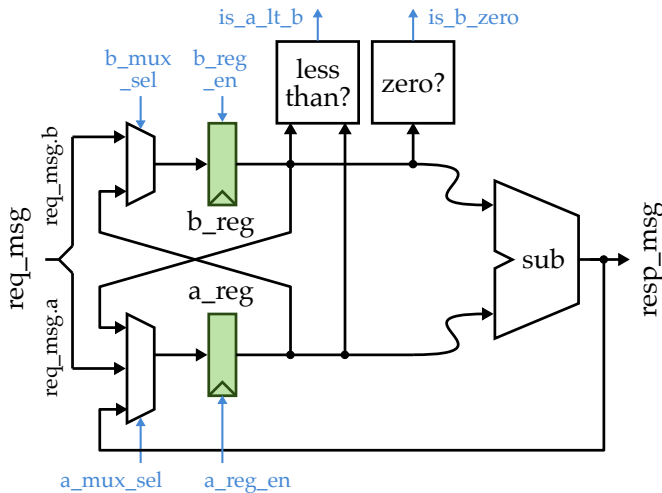 is_a_lt_b
is_b_zero
b_mux
_sel
b_reg
_en
less
than?
zero?
req_msg.b
b_reg
req_msg
sub
resp_msg
a_reg
req_msg.a
a_mux_sel
a_reg_en